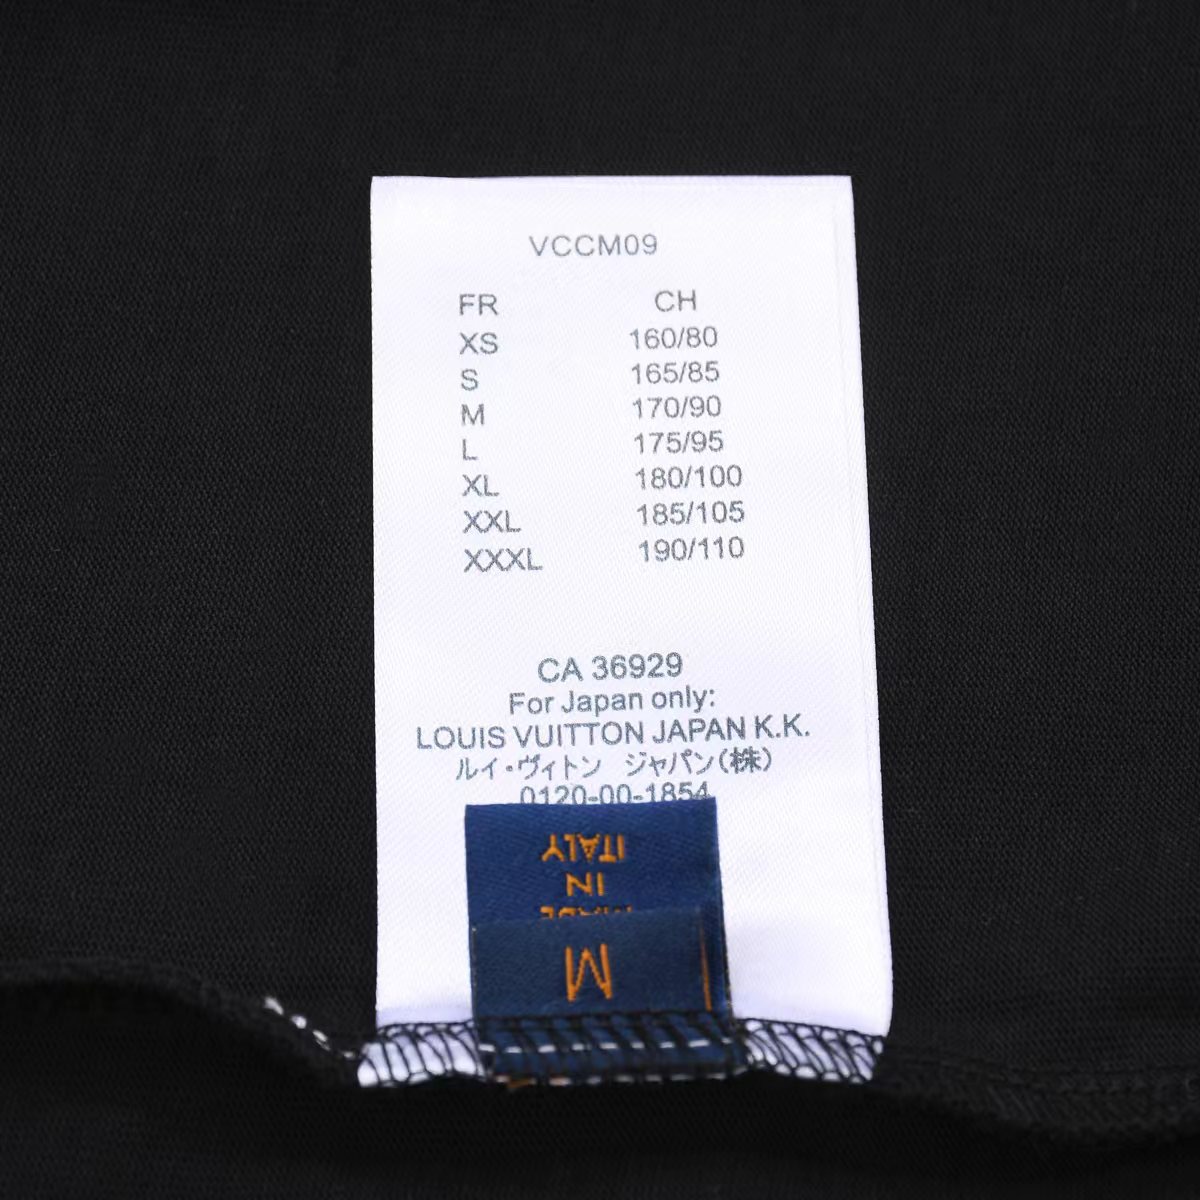 VCCM09
FR CH
XS 160/80
S 165/85
M 170/90
L 175/95
XL 180/100
XXL 185/105
XXXL 190/110
CA 36929
For Japan only:
LOUIS VUITTON JAPAN K.K.
ルイ・ヴィトン ジャパン(株)
0120-00-1854
ITALY
IN
MADE
M